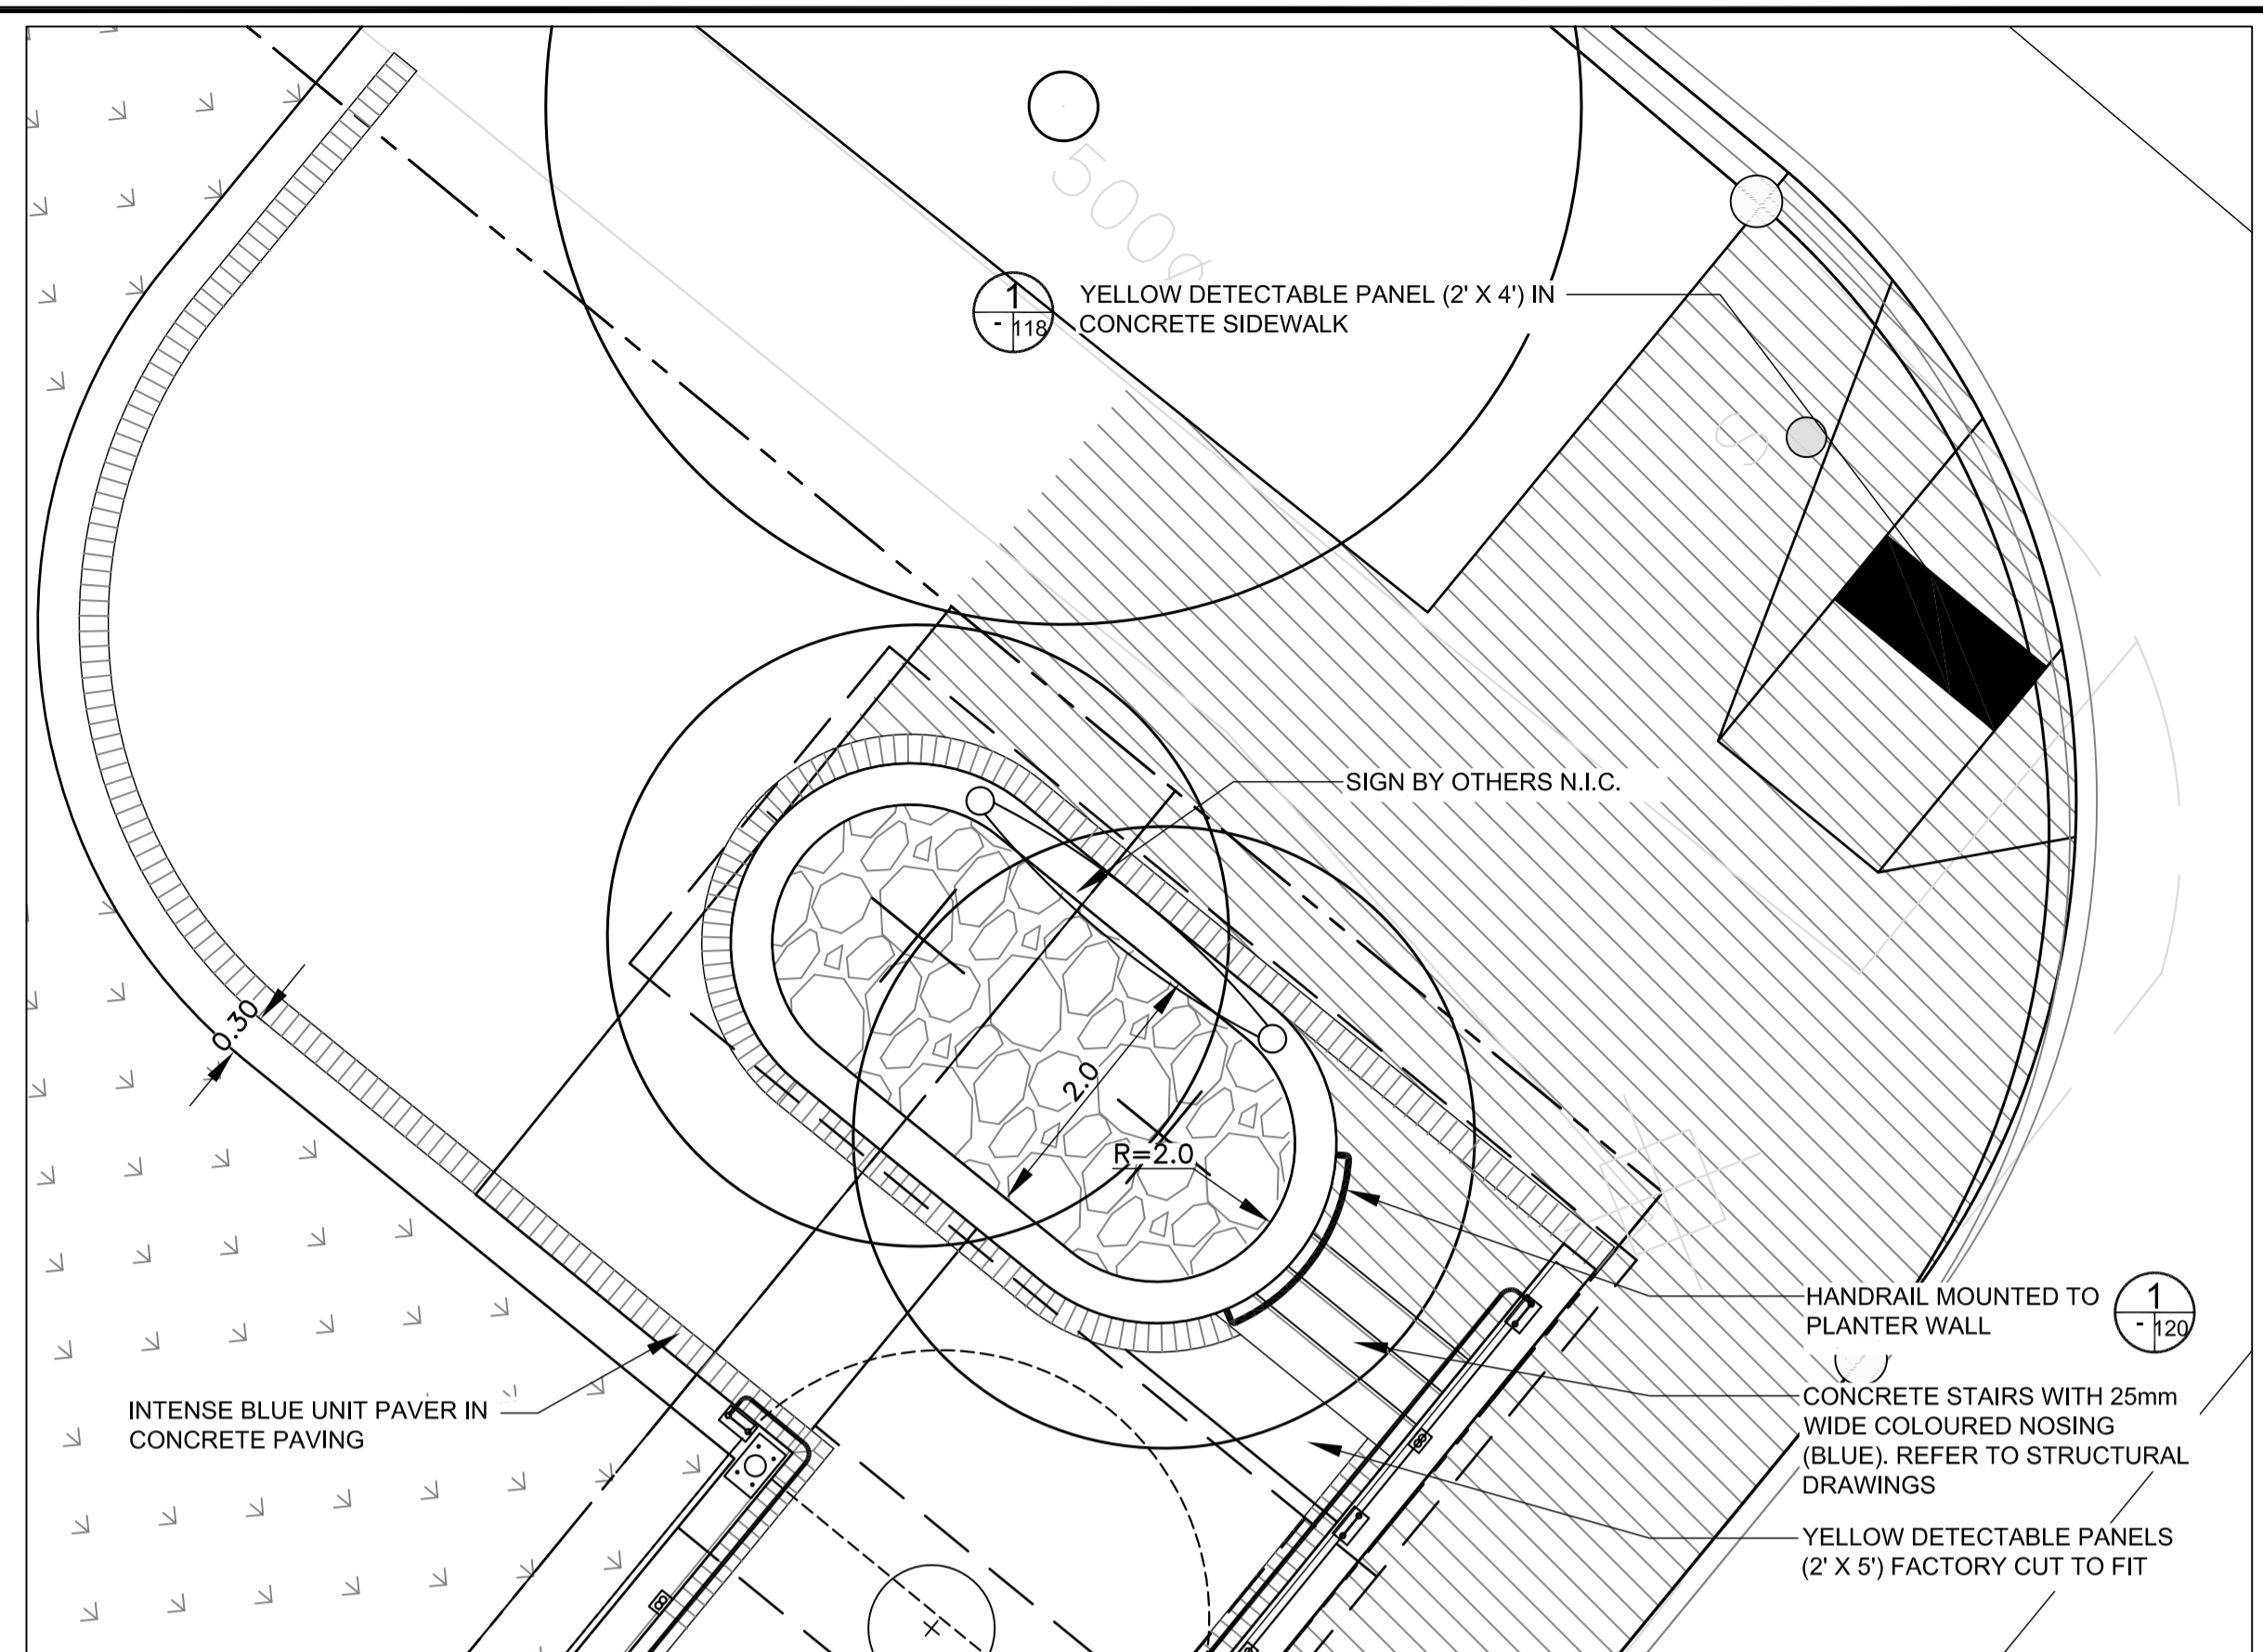 500
1
- 118
YELLOW DETECTABLE PANEL (2' X 4') IN
CONCRETE SIDEWALK
S
SIGN BY OTHERS N.I.C.
0.30
2.0
R=2.0
HANDRAIL MOUNTED TO
PLANTER WALL
1
- 120
INTENSE BLUE UNIT PAVER IN
CONCRETE PAVING
CONCRETE STAIRS WITH 25mm
WIDE COLOURED NOSING
(BLUE). REFER TO STRUCTURAL
DRAWINGS
YELLOW DETECTABLE PANELS
(2' X 5') FACTORY CUT TO FIT